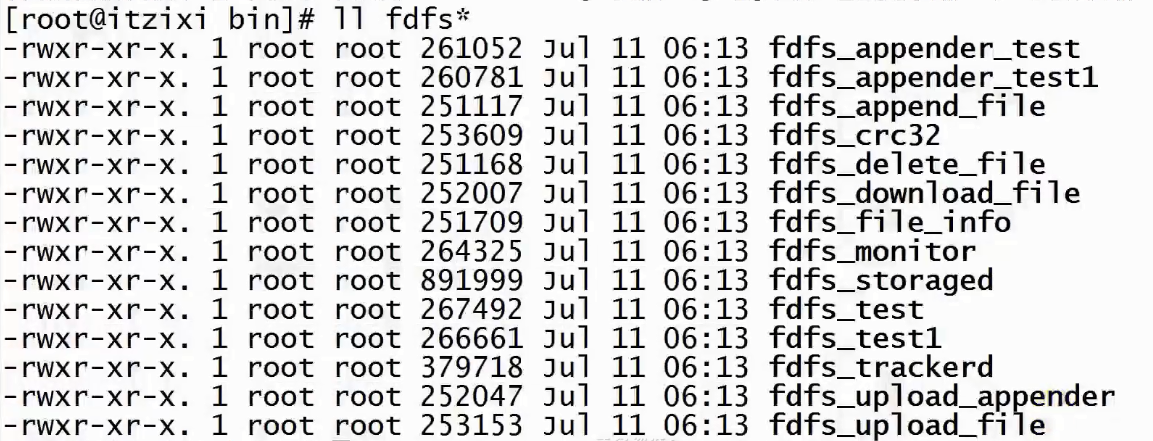 [root@itzixi bin]# ll fdfs*
-rwxr-xr-x. 1 root root 261052 Jul 11 06:13 fdfs_appender_test
-rwxr-xr-x. 1 root root 260781 Jul 11 06:13 fdfs_appender_test1
-rwxr-xr-x. 1 root root 251117 Jul 11 06:13 fdfs_append_file
-rwxr-xr-x. 1 root root 253609 Jul 11 06:13 fdfs_crc32
-rwxr-xr-x. 1 root root 251168 Jul 11 06:13 fdfs_delete_file
-rwxr-xr-x. 1 root root 252007 Jul 11 06:13 fdfs_download_file
-rwxr-xr-x. 1 root root 251709 Jul 11 06:13 fdfs_file_info
-rwxr-xr-x. 1 root root 264325 Jul 11 06:13 fdfs_monitor
-rwxr-xr-x. 1 root root 891999 Jul 11 06:13 fdfs_storaged
-rwxr-xr-x. 1 root root 267492 Jul 11 06:13 fdfs_test
-rwxr-xr-x. 1 root root 266661 Jul 11 06:13 fdfs_test1
-rwxr-xr-x. 1 root root 379718 Jul 11 06:13 fdfs_trackerd
-rwxr-xr-x. 1 root root 252047 Jul 11 06:13 fdfs_upload_appender
-rwxr-xr-x. 1 root root 253153 Jul 11 06:13 fdfs_upload_file